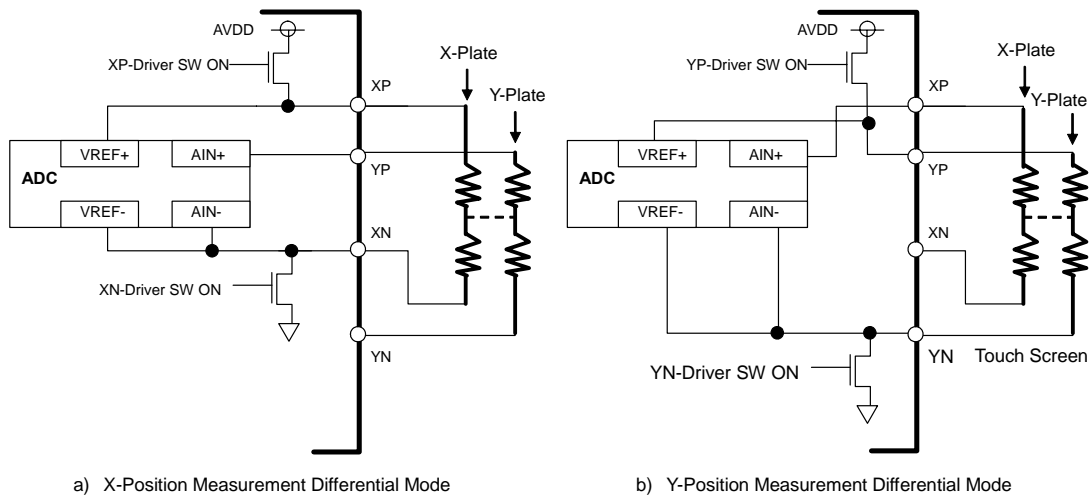 AVDD
XP-Driver SW ON
X-Plate
Y-Plate
XP
VREF+
AIN+
ADC
YP
VREF-
AIN-
XN
XN-Driver SW ON
YN
a) X-Position Measurement Differential Mode
AVDD
YP-Driver SW ON
X-Plate
Y-Plate
XP
VREF+
AIN+
ADC
YP
VREF-
AIN-
XN
YN
Touch Screen
YN-Driver SW ON
b) Y-Position Measurement Differential Mode